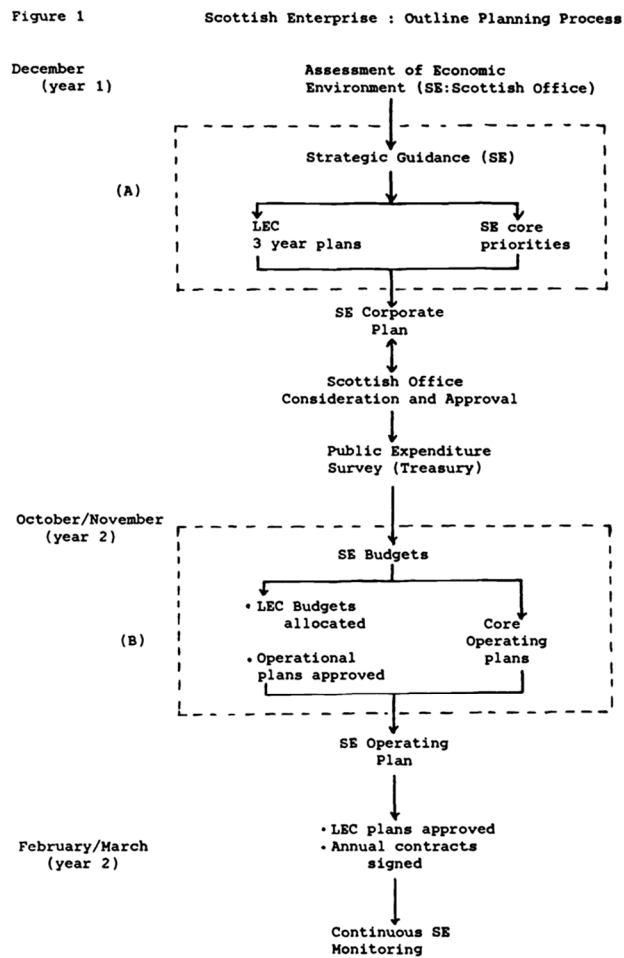 Figure 1
Scottish Enterprise : Outline Planning Process
December
(year 1)
Assessment of Economic
Environment (SE:Scottish Office)
Strategic Guidance (SE)
(A)
LEC
3 year plans
SE core
priorities
SE Corporate
Plan
Scottish Office
Consideration and Approval
Public Expenditure
Survey (Treasury)
October/November
(year 2)
SE Budgets
• LEC Budgets
allocated
(B)
Core
Operating
plans
• Operational
plans approved
SE Operating
Plan
February/March
(year 2)
• LEC plans approved
• Annual contracts
signed
Continuous SE
Monitoring